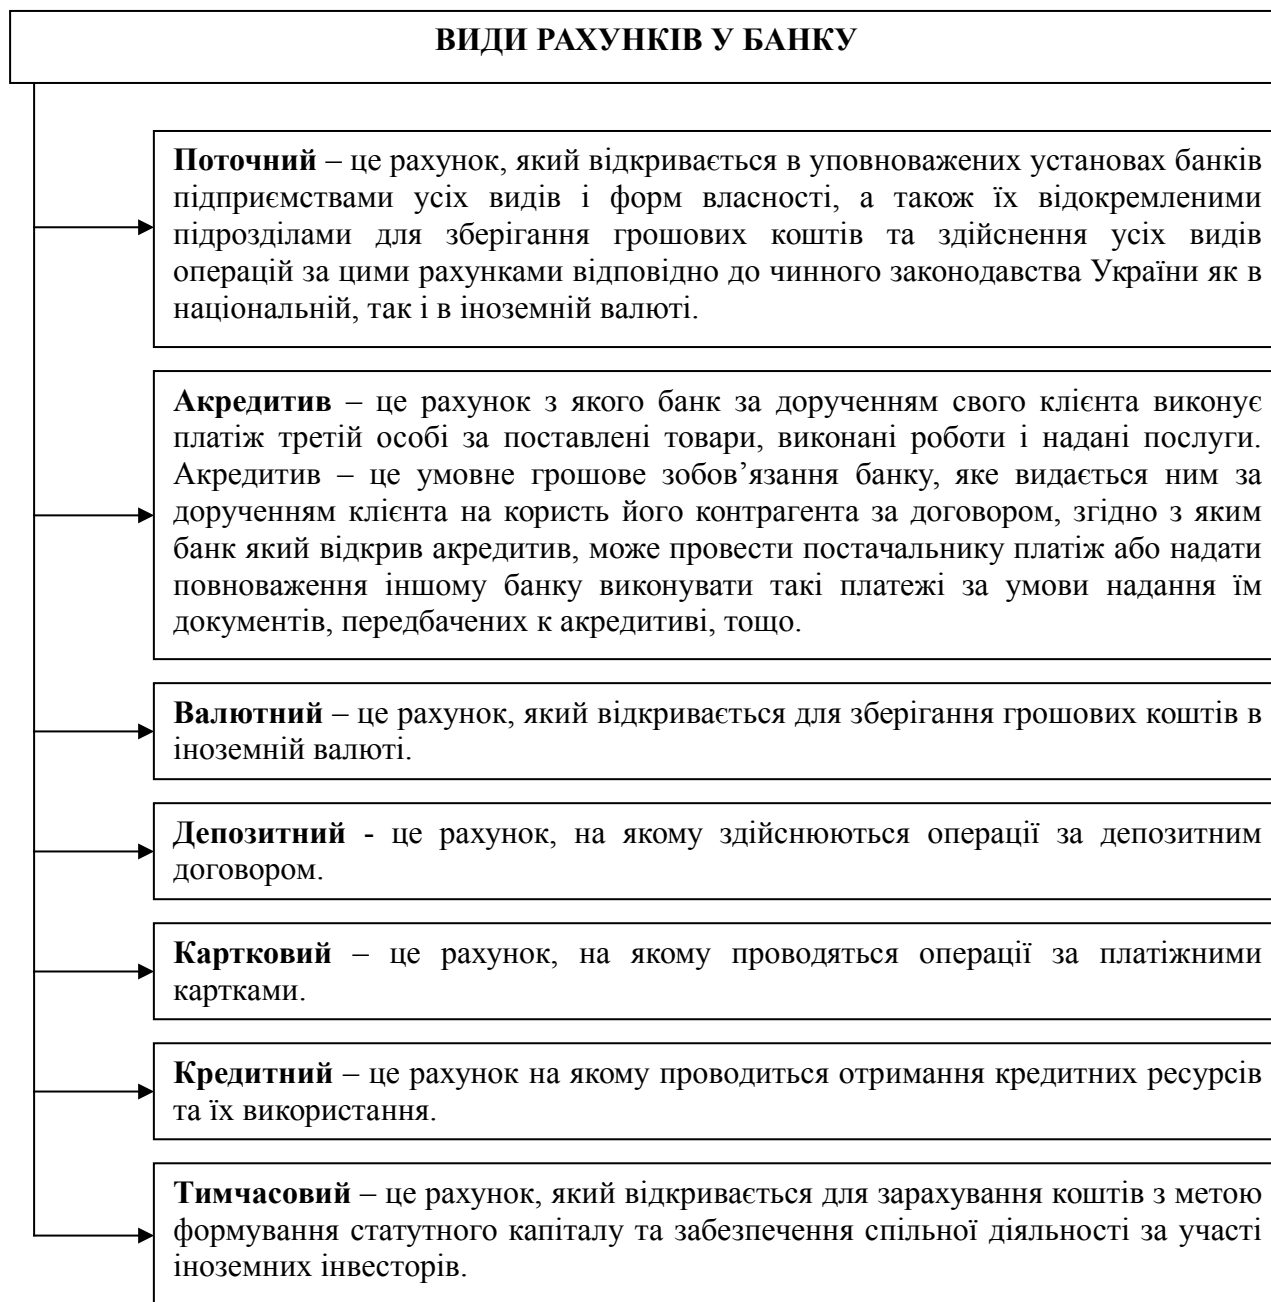 ВИДИ РАХУНКІВ У БАНКУ
Поточний – це рахунок, який відкривається в уповноважених установах банків
підприємствами усіх видів і форм власності, а також їх відокремленими
підрозділами для зберігання грошових коштів та здійснення усіх видів
операцій за цими рахунками відповідно до чинного законодавства України як в
національній, так і в іноземній валюті.
Акредитив – це рахунок з якого банк за дорученням свого клієнта виконує
платіж третій особі за поставлені товари, виконані роботи і надані послуги.
Акредитив – це умовне грошове зобов’язання банку, яке видається ним за
дорученням клієнта на користь його контрагента за договором, згідно з яким
банк який відкрив акредитив, може провести постачальнику платіж або надати
повноваження іншому банку виконувати такі платежі за умови надання їм
документів, передбачених к акредитиві, тощо.
Валютний – це рахунок, який відкривається для зберігання грошових коштів в
іноземній валюті.
Депозитний - це рахунок, на якому здійснюються операції за депозитним
договором.
Картковий – це рахунок, на якому проводяться операції за платіжними
картками.
Кредитний – це рахунок на якому проводиться отримання кредитних ресурсів
та їх використання.
Тимчасовий – це рахунок, який відкривається для зарахування коштів з метою
формування статутного капіталу та забезпечення спільної діяльності за участі
іноземних інвесторів.